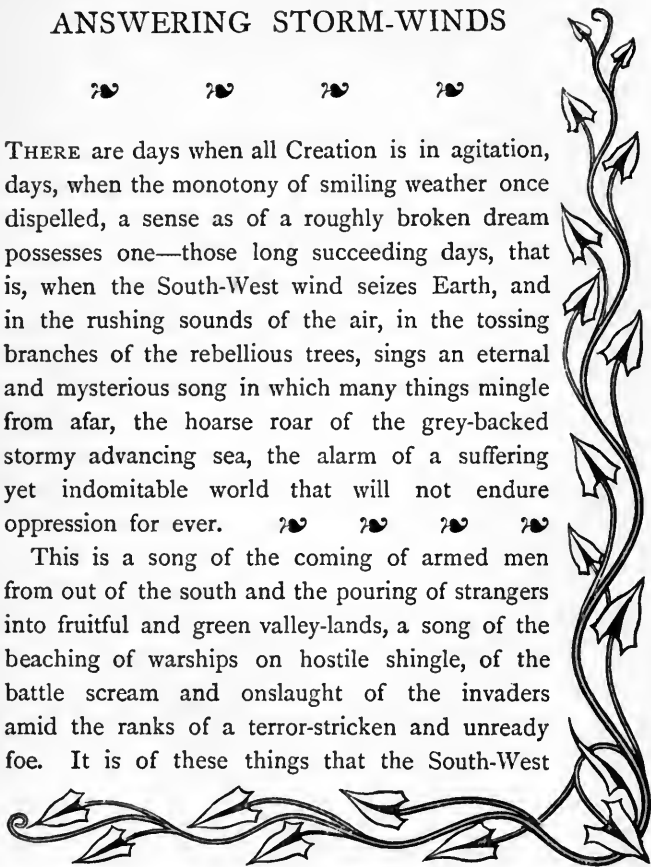 ANSWERING STORM-WINDS
THERE are days when all Creation is in agitation,
days, when the monotony of smiling weather once
dispelled, a sense as of a roughly broken dream
possesses one—those long succeeding days, that
is, when the South-West wind seizes Earth, and
in the rushing sounds of the air, in the tossing
branches of the rebellious trees, sings an eternal
and mysterious song in which many things mingle
from afar, the hoarse roar of the grey-backed
stormy advancing sea, the alarm of a suffering
yet indomitable world that will not endure
oppression for ever.
This is a song of the coming of armed men
from out of the south and the pouring of strangers
into fruitful and green valley-lands, a song of the
beaching of warships on hostile shingle, of the
battle scream and onslaught of the invaders
amid the ranks of a terror-stricken and unready
foe. It is of these things that the South-West